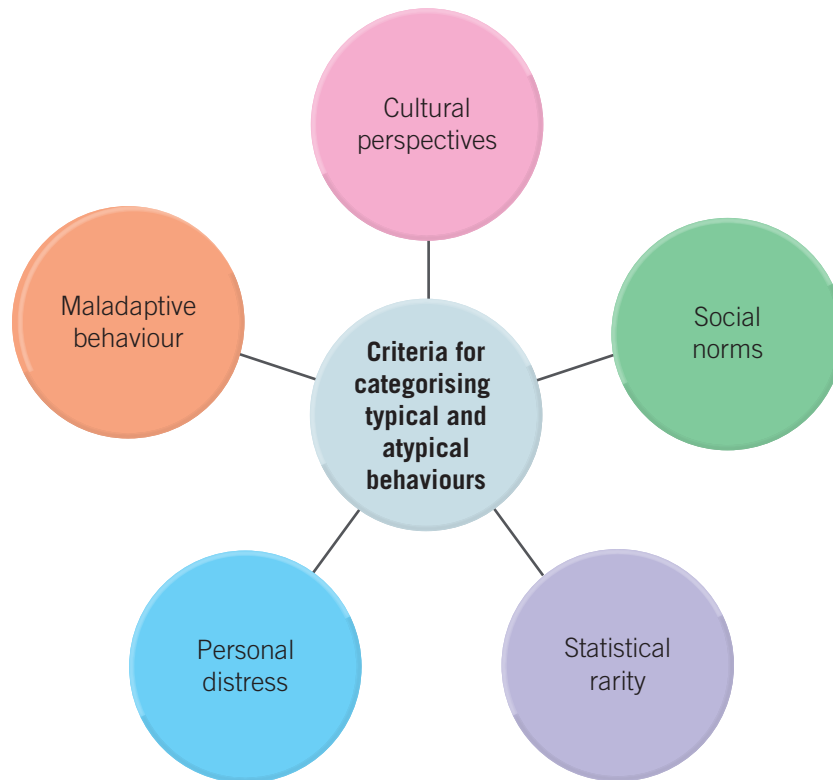 Cultural
perspectives
Maladaptive
behaviour
Social
norms
Criteria for
categorising
typical and
atypical
behaviours
Personal
distress
Statistical
rarity